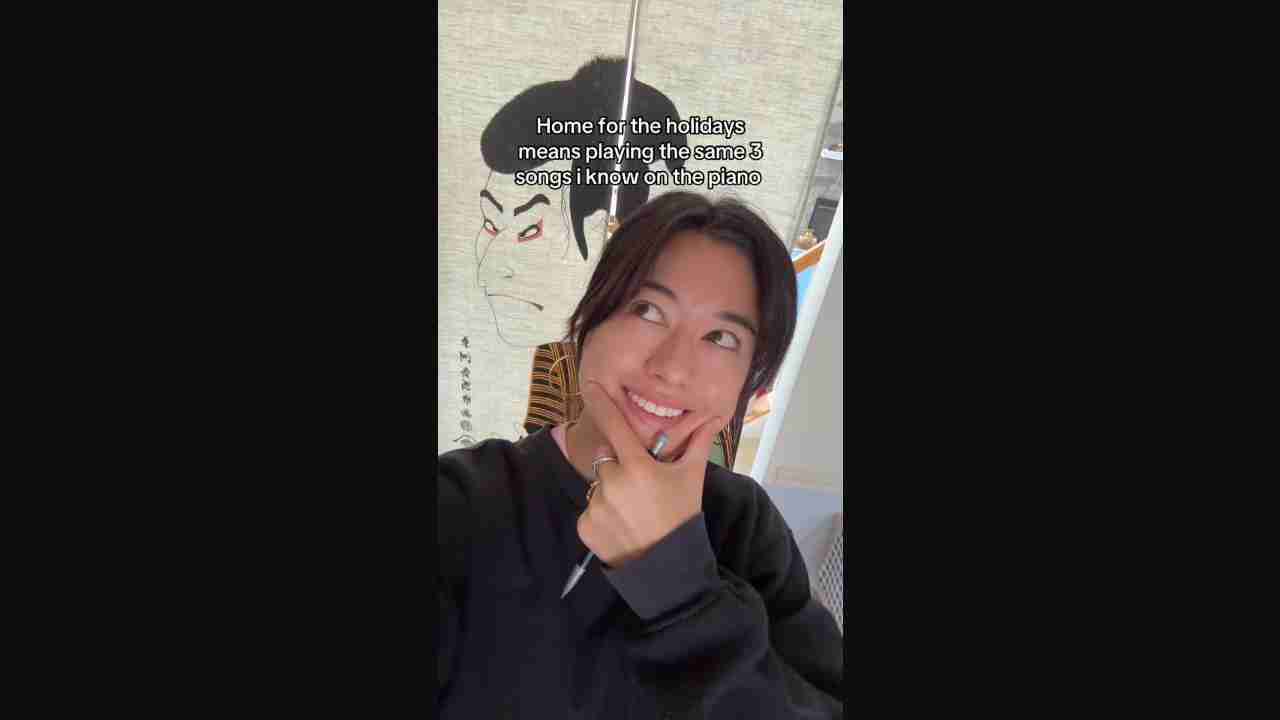 Home for the holidays
means playing the same 3
songs i know on the piano